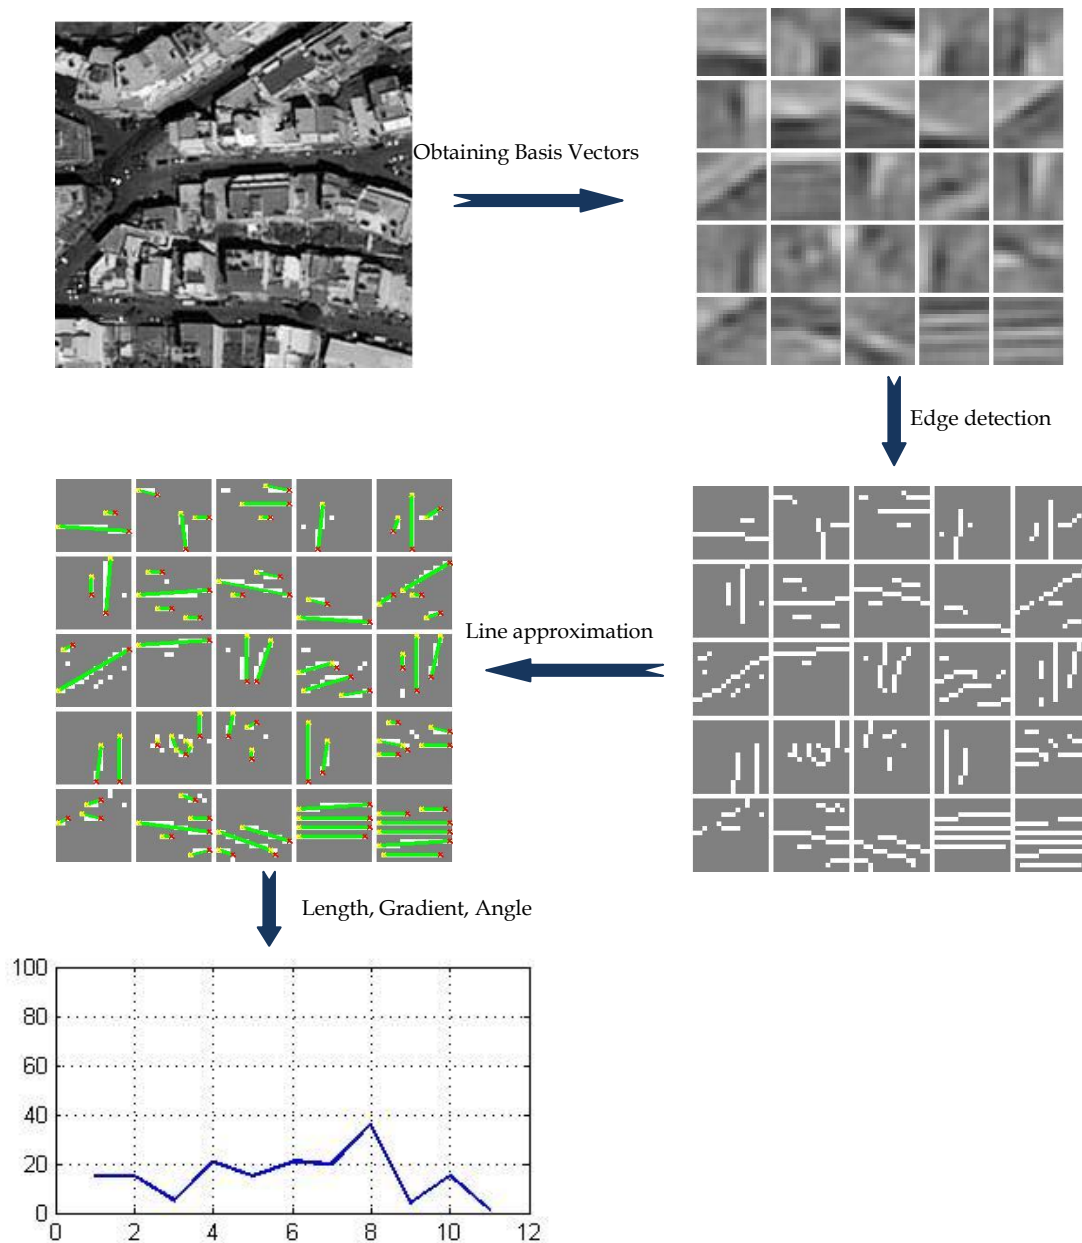 Obtaining Basis Vectors
Edge detection
Line approximation
Length, Gradient, Angle
100
80
60
40
20
0
0 2 4 6 8 10 12